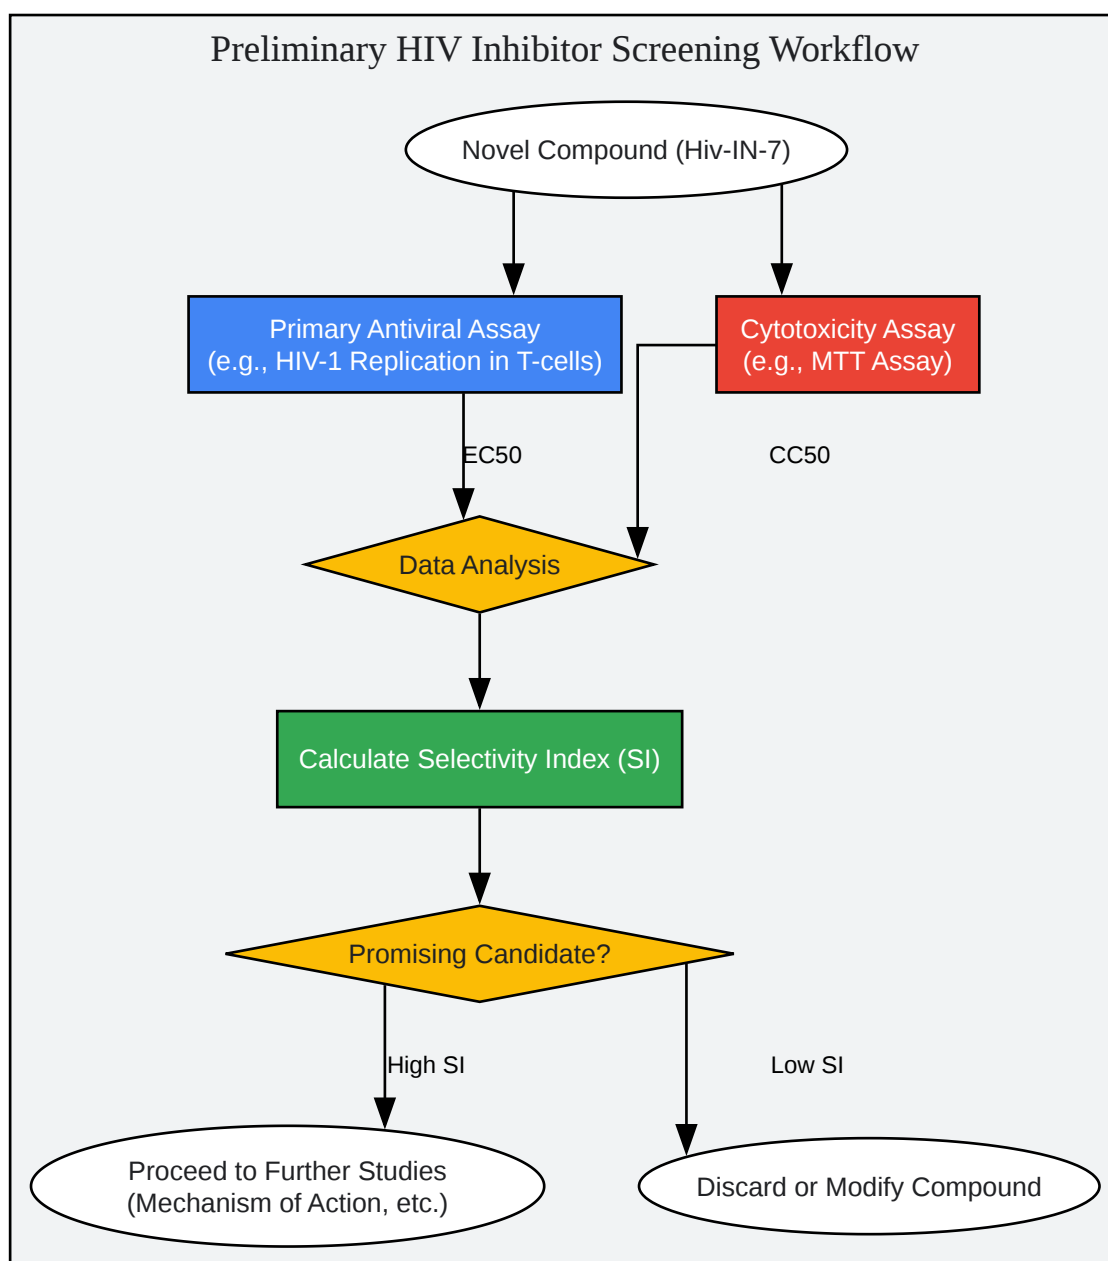 Preliminary HIV Inhibitor Screening Workflow
Novel Compound (Hiv-IN-7)
Primary Antiviral Assay
(e.g., HIV-1 Replication in T-cells)
Cytotoxicity Assay
(e.g., MTT Assay)
EC50
CC50
Data Analysis
Calculate Selectivity Index (SI)
Promising Candidate?
High SI
Low SI
Proceed to Further Studies
(Mechanism of Action, etc.)
Discard or Modify Compound